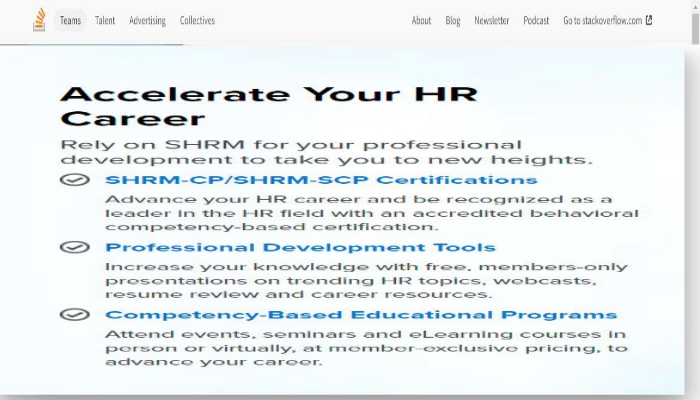 Teams Talent Advertising Collectives About Blog Newsletter Podcast Go to stackoverflow.com
Accelerate Your HR
Career
Rely on SHRM for your professional
development to take you to new heights.
SHRM-CP/SHRM-SCP Certifications
Advance your HR career and be recognized as a
leader in the HR field with an accredited behavioral
competency-based certification.
Professional Development Tools
Increase your knowledge with free, members-only
presentations on trending HR topics, webcasts,
resume review and career resources.
Competency-Based Educational Programs
Attend events, seminars and eLearning courses in
person or virtually, at member-exclusive pricing, to
advance your career.